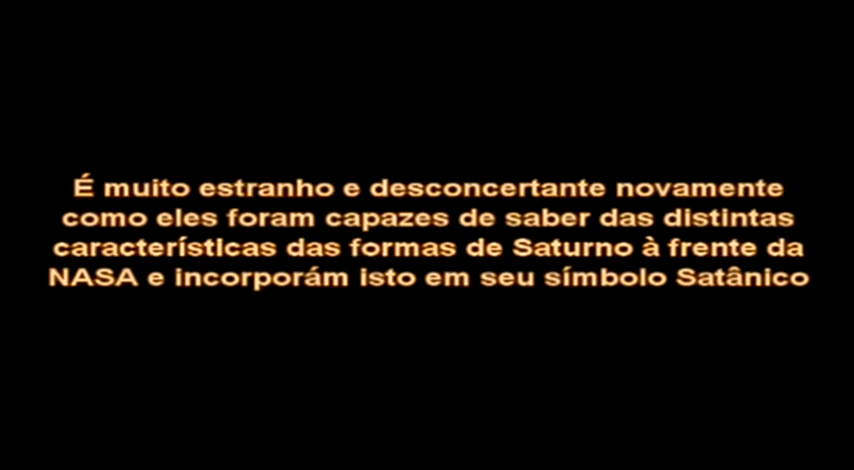 É muito estranho e desconcertante novamente
como eles foram capazes de saber das distintas
características das formas de Saturno à frente da
NASA e incorporám isto em seu símbolo Satânico